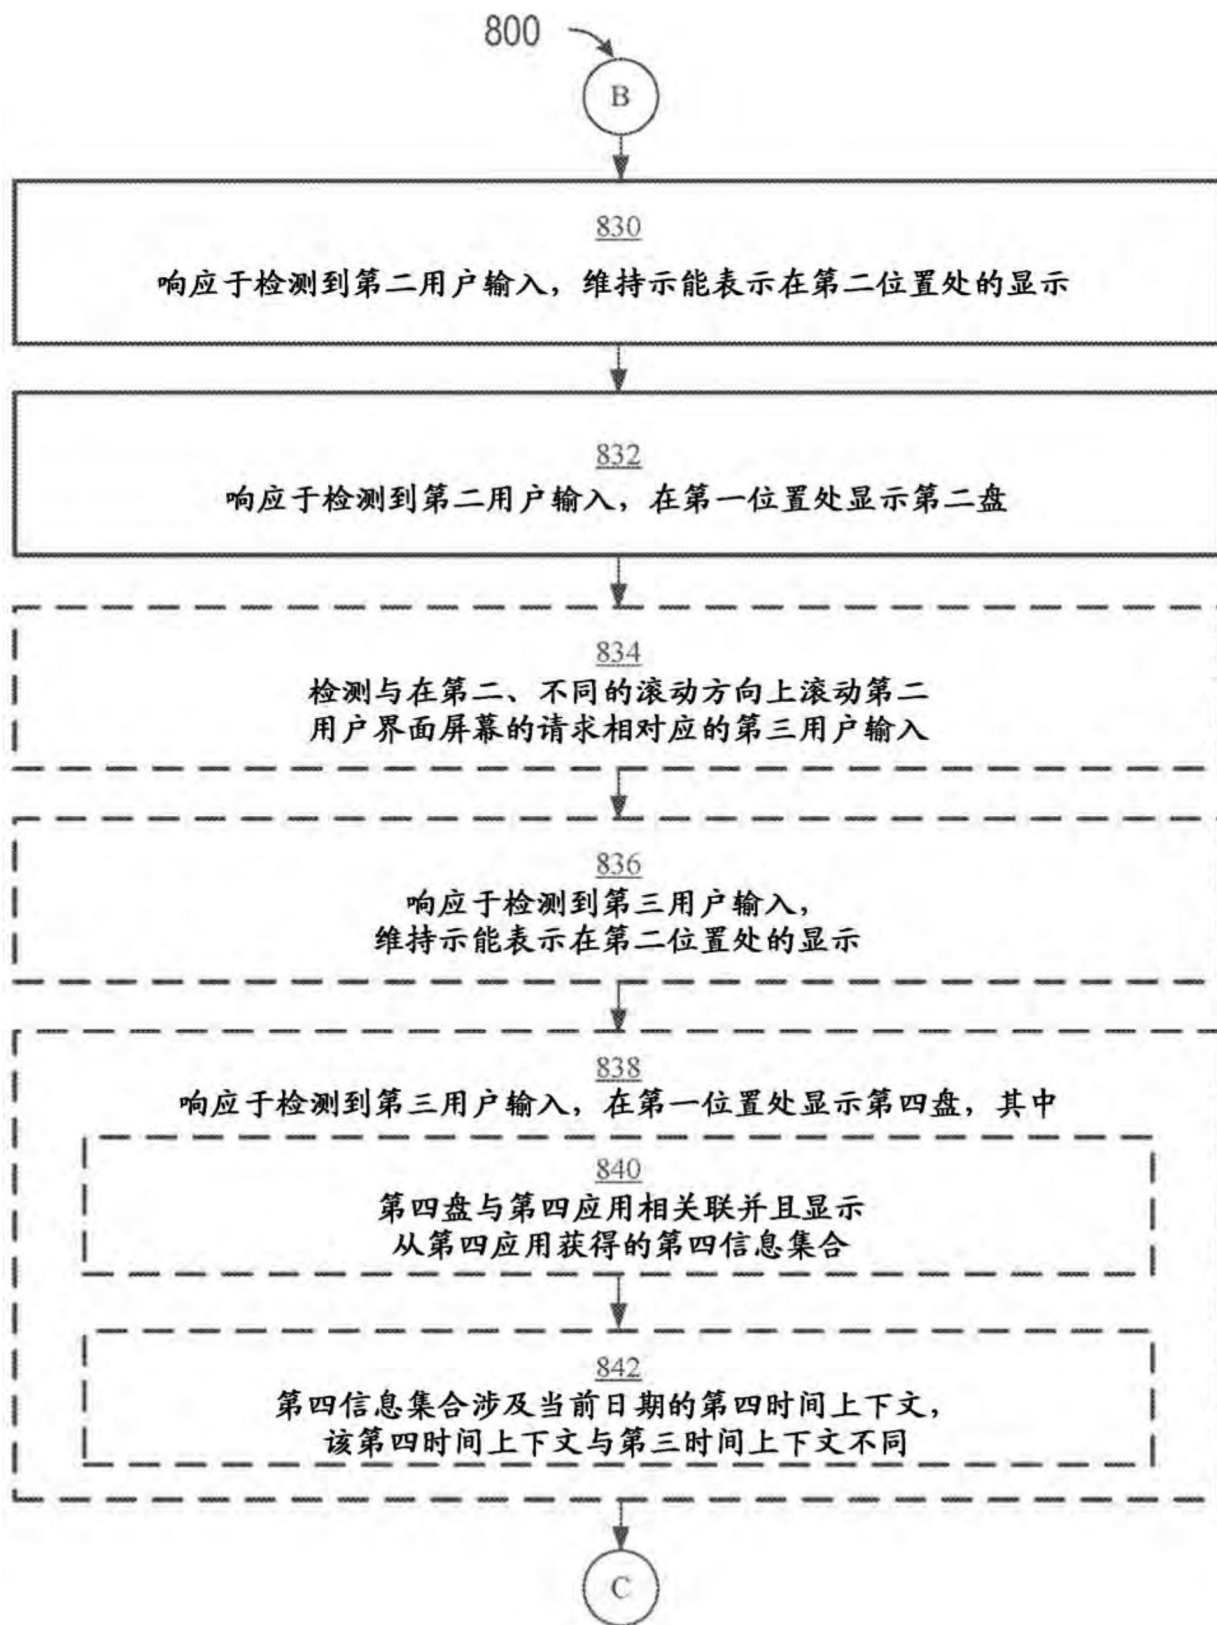 800
B
830
响应于检测到第二用户输入，维持示能表示在第二位置处的显示
832
响应于检测到第二用户输入，在第一位置处显示第二盘
834
检测与在第二、不同的滚动方向上滚动第二
用户界面屏幕的请求相对应的第三用户输入
836
响应于检测到第三用户输入，
维持示能表示在第二位置处的显示
838
响应于检测到第三用户输入，在第一位置处显示第四盘，其中
840
第四盘与第四应用相关联并且显示
从第四应用获得的第四信息集合
842
第四信息集合涉及当前日期的第四时间上下文，
该第四时间上下文与第三时间上下文不同
C